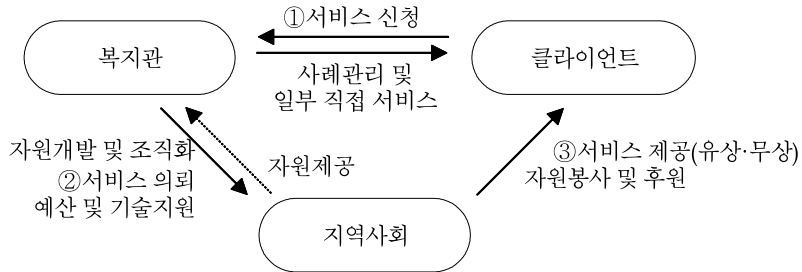 ①서비스 신청
복지관
클라이언트
사례관리 및
일부 직접 서비스
자원개발 및 조직화
②서비스 의뢰
예산 및 기술지원
자원제공
③서비스 제공(유상·무상)
자원봉사 및 후원
지역사회